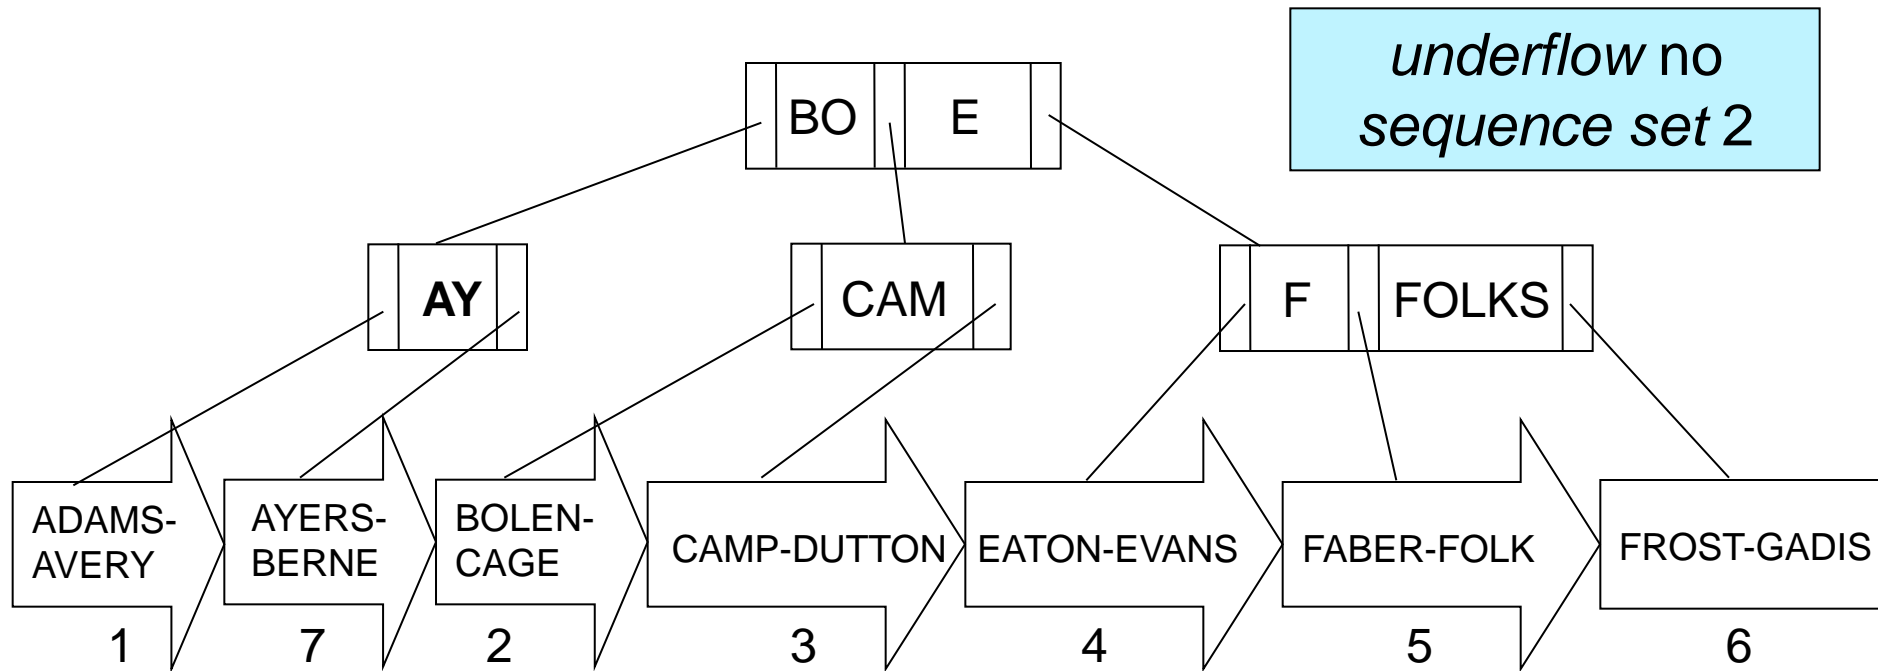 underflow no
sequence set 2
BO E
AY CAM F FOLKS
ADAMS-
AVERY
AYERS-
BERNE
BOLEN-
CAGE
CAMP-DUTTON
EATON-EVANS
FABER-FOLK
FROST-GADIS
1 7 2 3 4 5 6